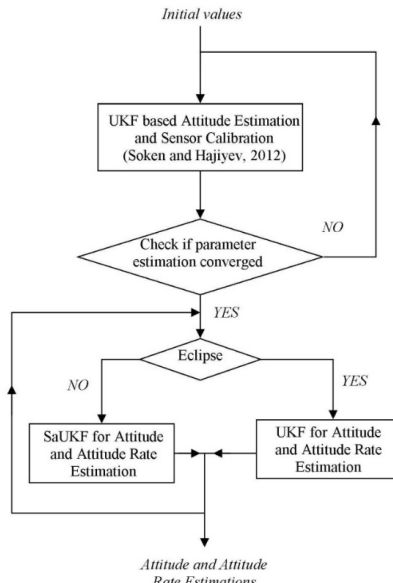 Initial values
UKF based Attitude Estimation
and Sensor Calibration
(Soken and Hajiyev, 2012)
NO
Check if parameter
estimation converged
YES
Eclipse
NO
YES
SaUKF for Attitude
and Attitude Rate
Estimation
UKF for Attitude
and Attitude Rate
Estimation
Attitude and Attitude
Rate Estimations